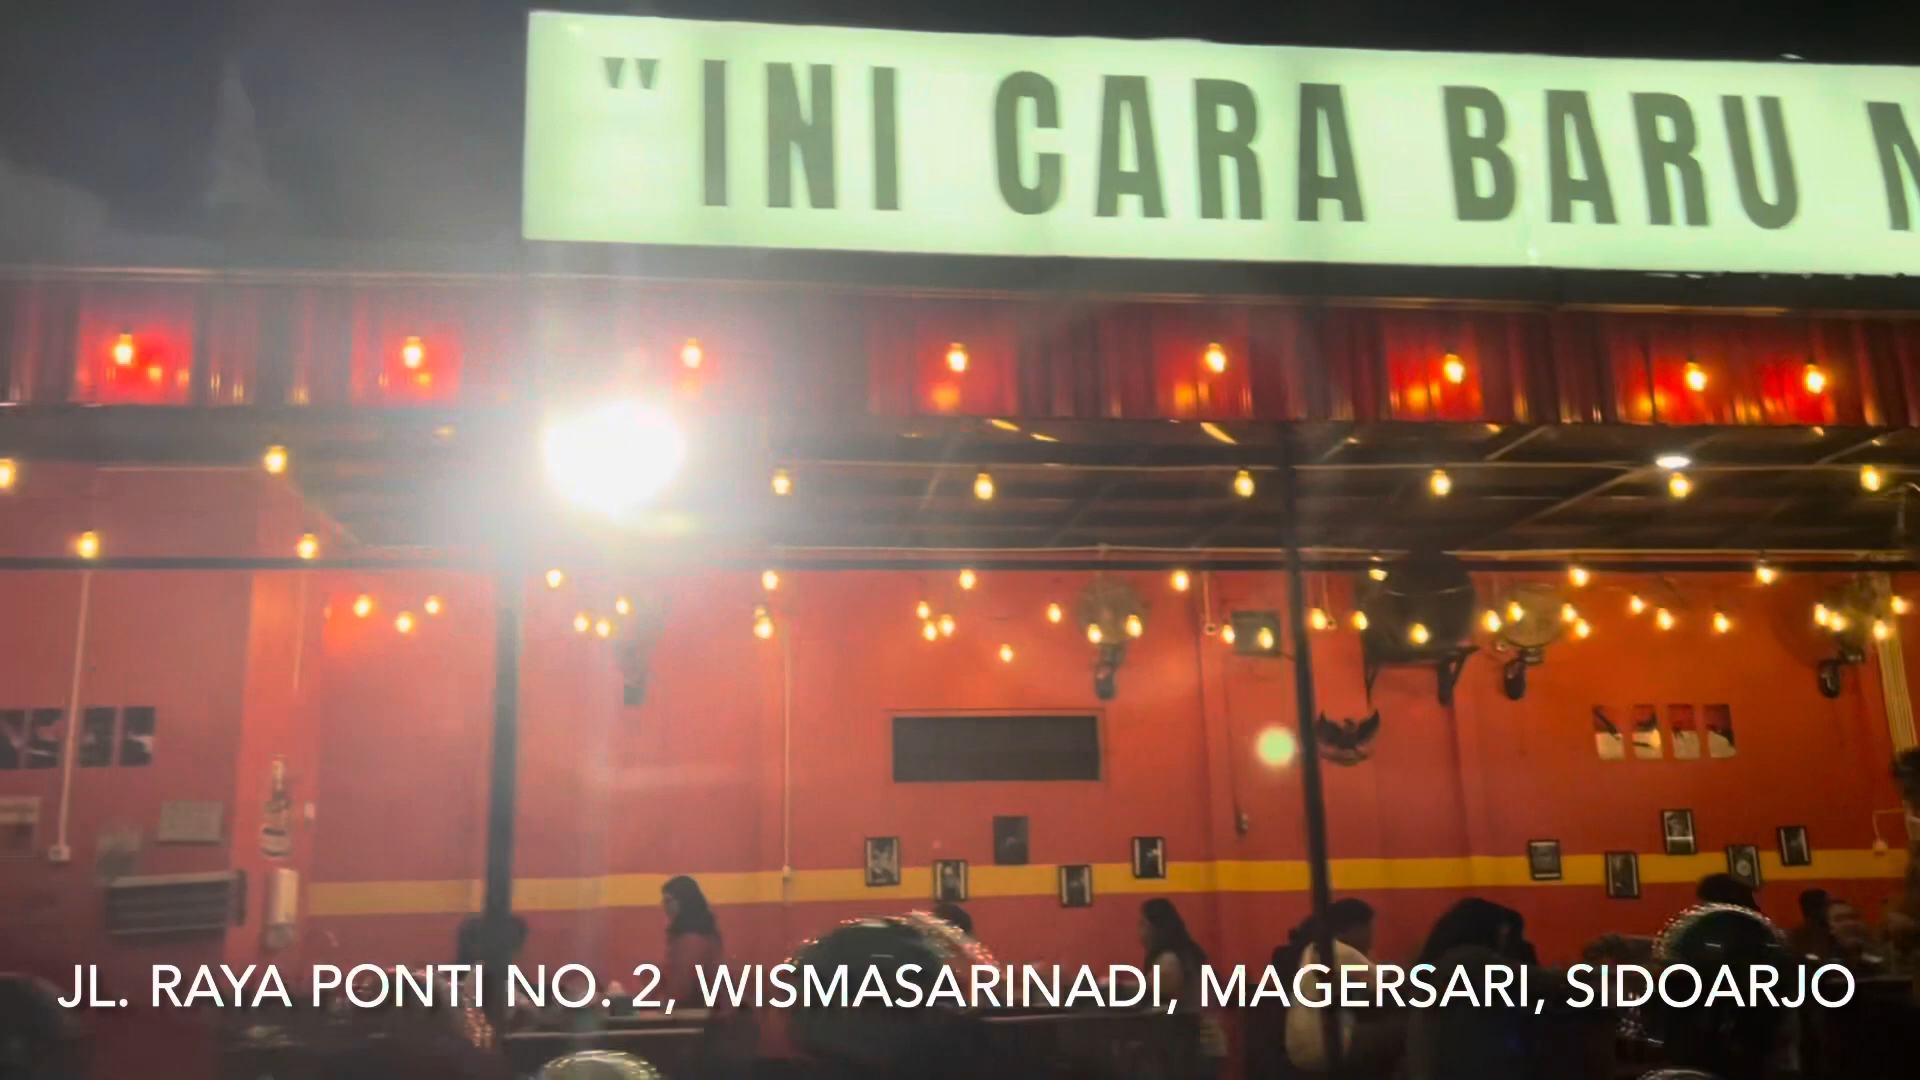 "INI CARA BARU
JL. RAYA PONTI NO. 2, WISMASARINADI, MAGERSARI, SIDOARJO